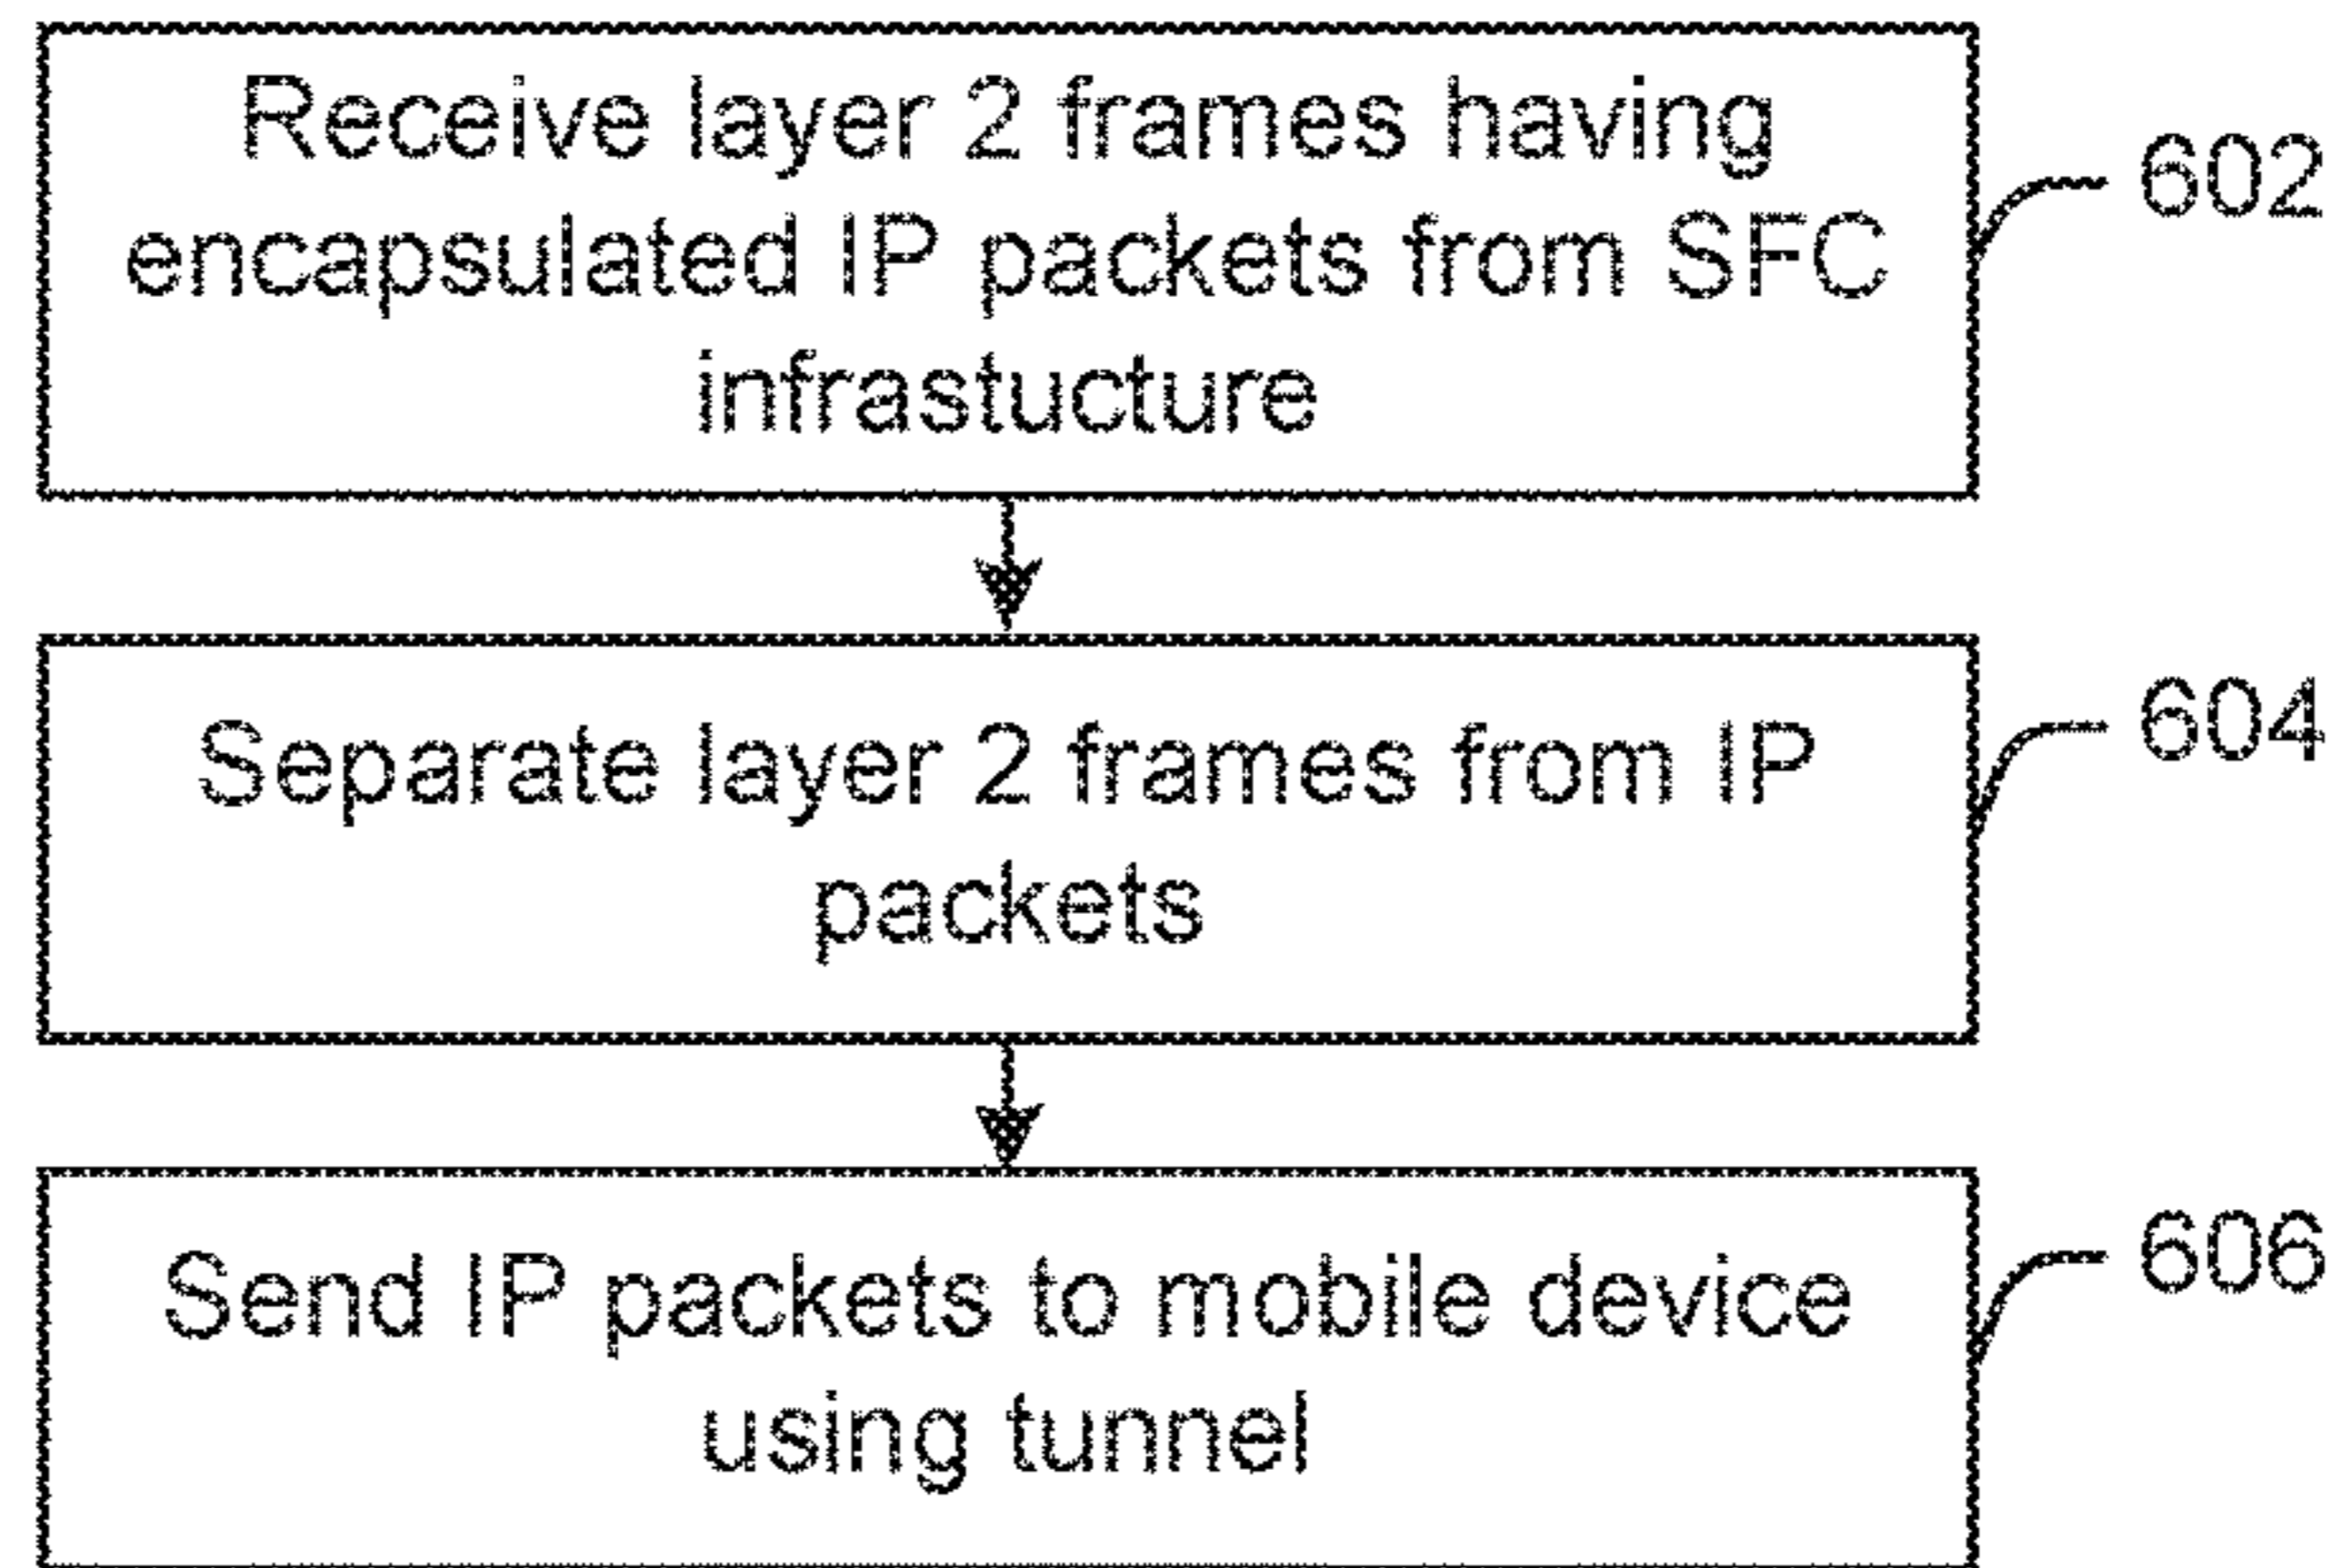 Receive layer 2 frames having
encapsulated IP packets from SFC
infrastucture
602
Separate layer 2 frames from IP
packets
604
Send IP packets to mobile device
using tunnel
606